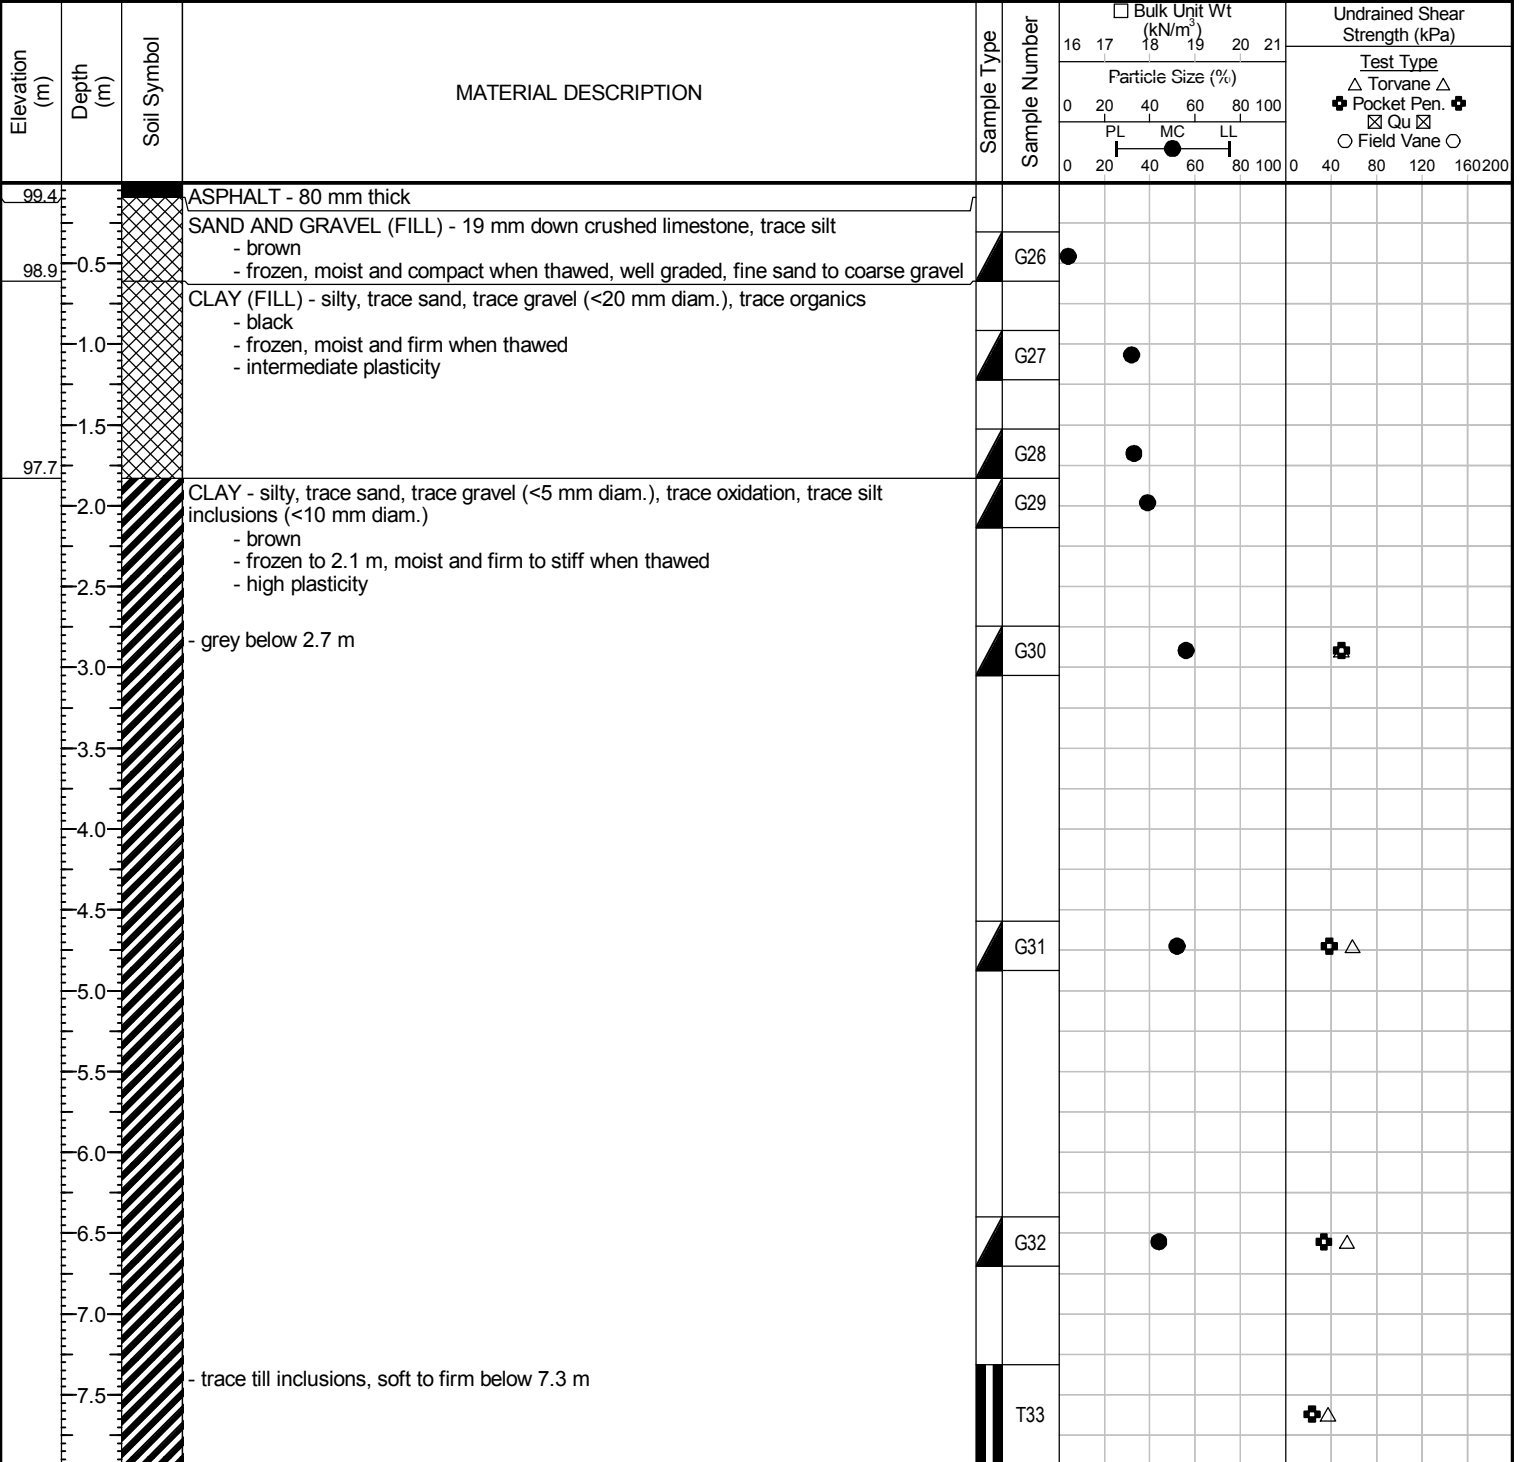 Elevation (m)
Depth (m)
Soil Symbol
MATERIAL DESCRIPTION
Sample Type
Sample Number
□ Bulk Unit Wt
(kN/m³)
16 17 18 19 20 21
Particle Size (%)
0 20 40 60 80 100
PL MC LL
0 20 40 60 80 100
Undrained Shear
Strength (kPa)
Test Type
△ Torvane △
Pocket Pen.
☒ Qu ☒
○ Field Vane ○
0 40 80 120 160 200
99.4
ASPHALT - 80 mm thick
SAND AND GRAVEL (FILL) - 19 mm down crushed limestone, trace silt
- brown
- frozen, moist and compact when thawed, well graded, fine sand to coarse gravel
G26
98.9
-0.5
CLAY (FILL) - silty, trace sand, trace gravel (<20 mm diam.), trace organics
- black
- frozen, moist and firm when thawed
- intermediate plasticity
-1.0
G27
-1.5
G28
97.7
CLAY - silty, trace sand, trace gravel (<5 mm diam.), trace oxidation, trace silt
inclusions (<10 mm diam.)
- brown
- frozen to 2.1 m, moist and firm to stiff when thawed
- high plasticity
-2.0
G29
-2.5
- grey below 2.7 m
G30
-3.0
-3.5
-4.0
-4.5
G31
-5.0
-5.5
-6.0
-6.5
G32
-7.0
- trace till inclusions, soft to firm below 7.3 m
-7.5
T33